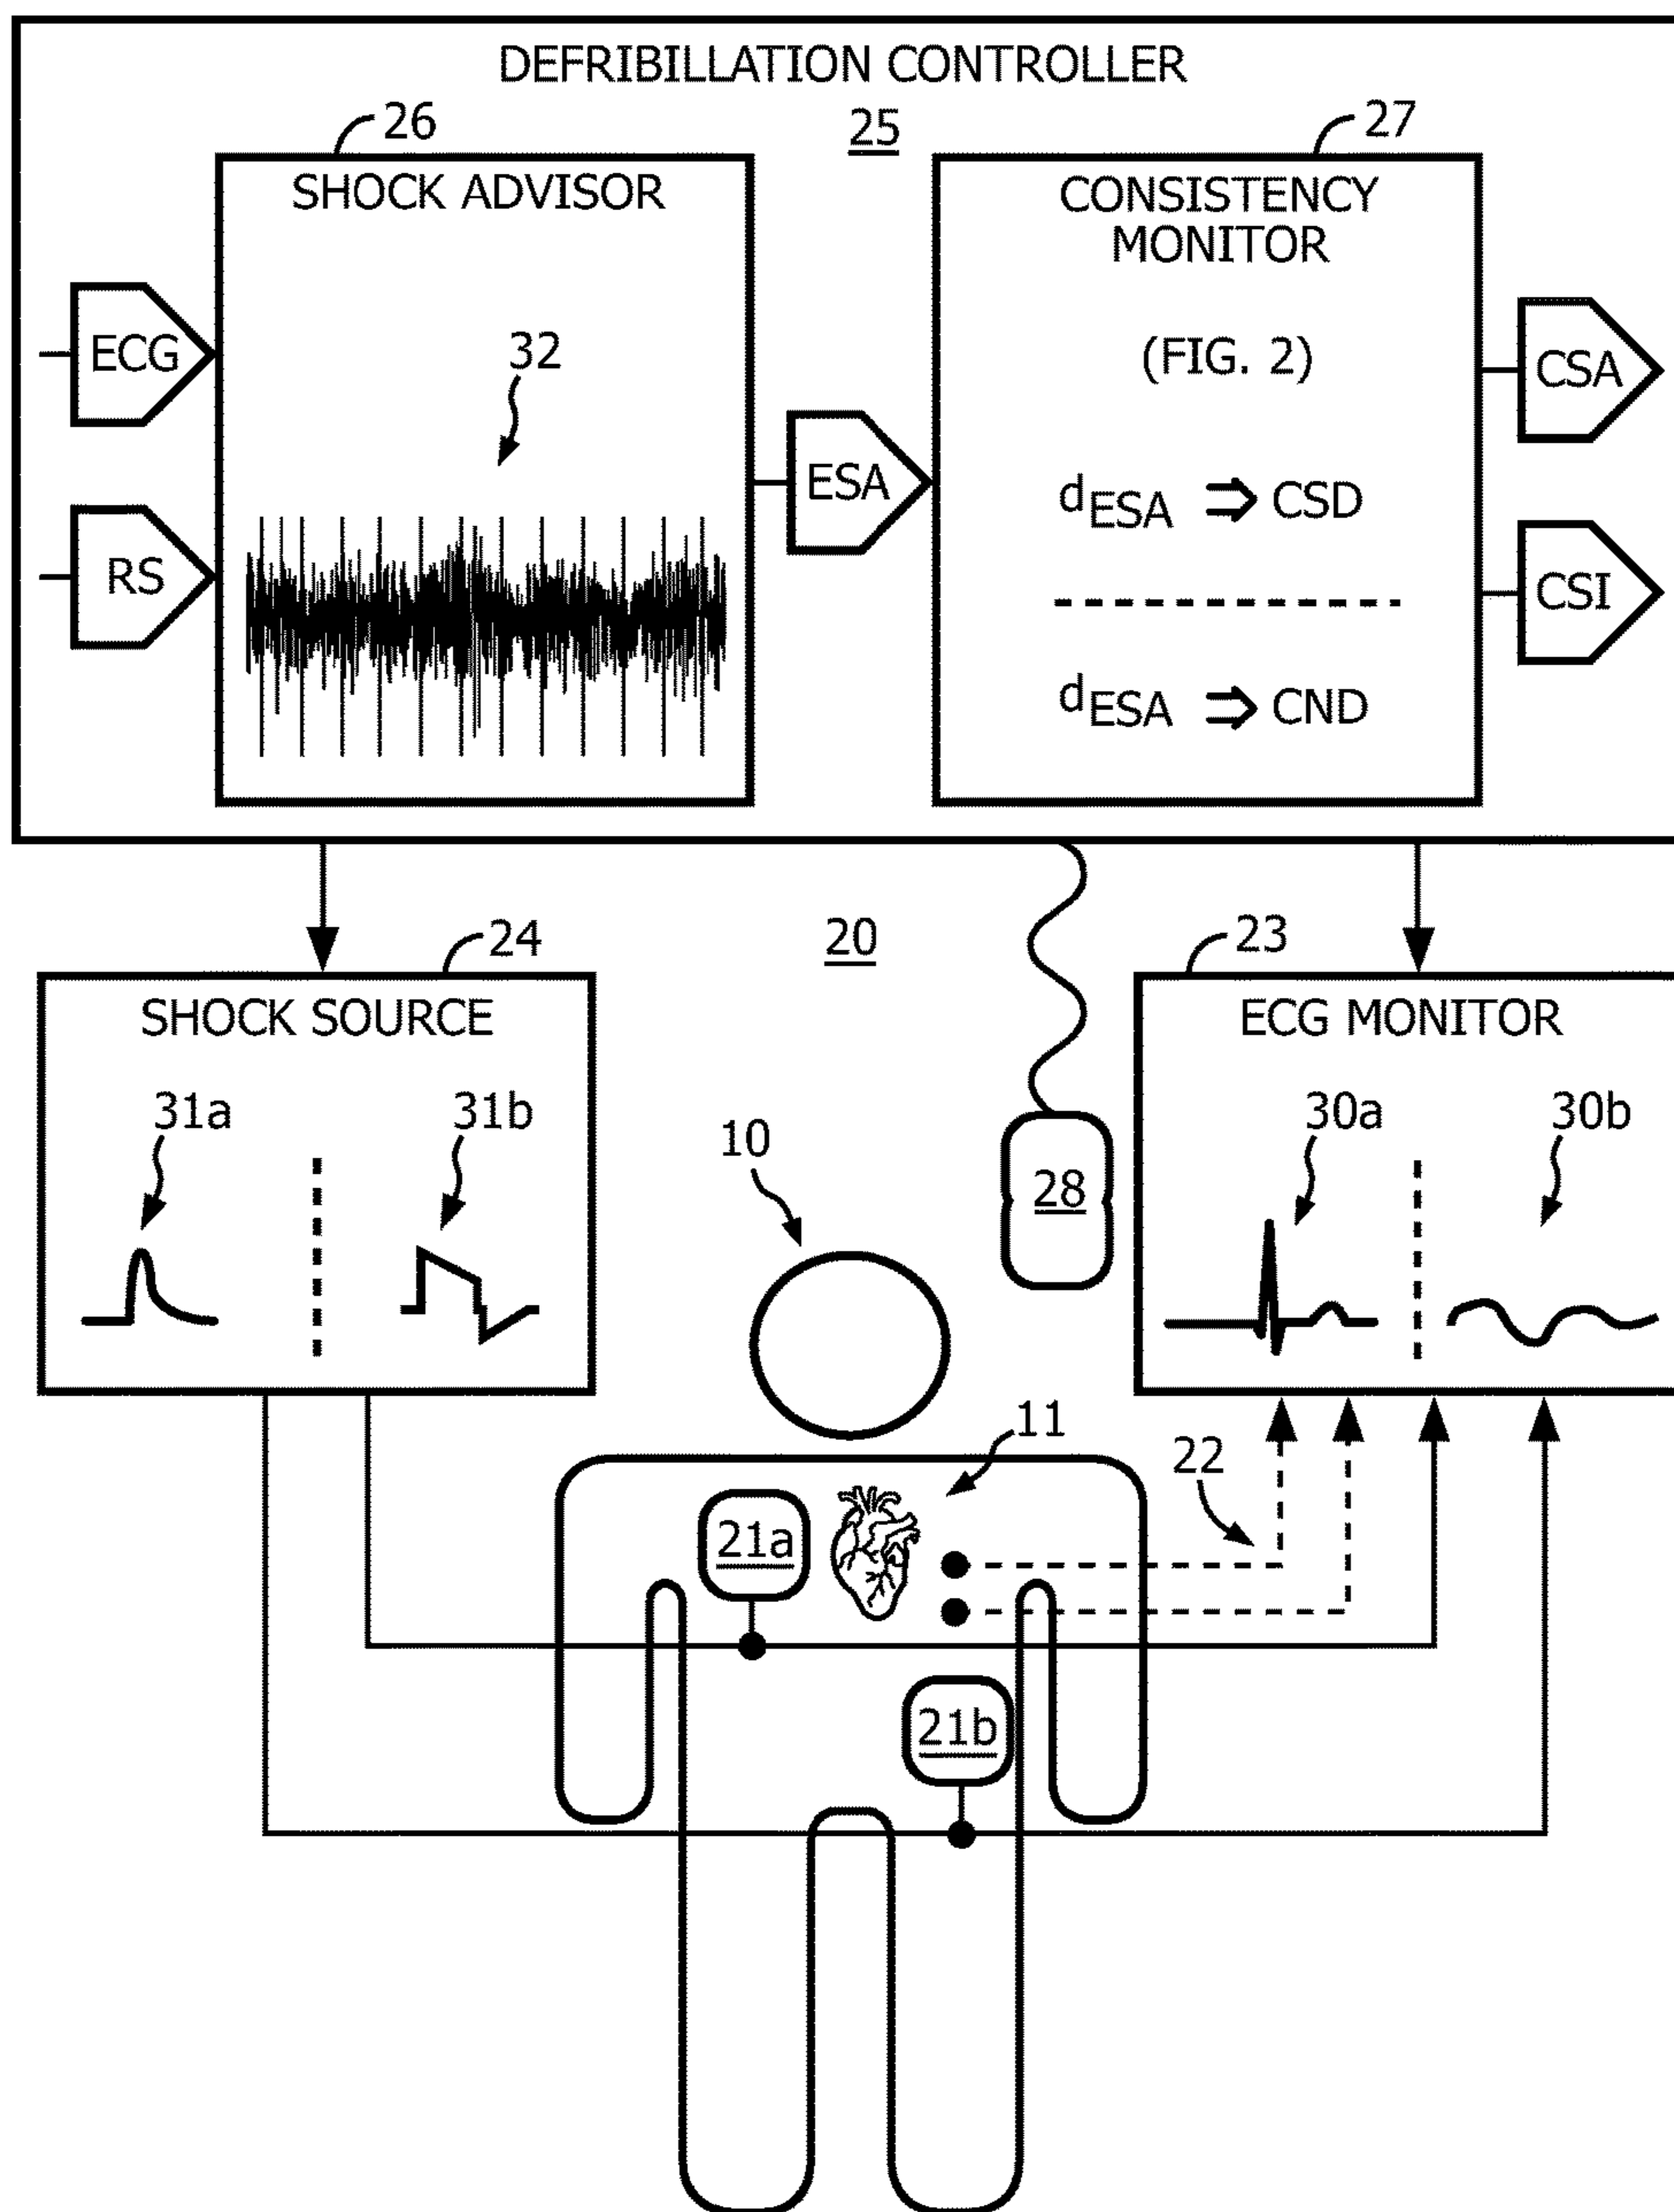 DEFRIBILLATION CONTROLLER
25
26
27
SHOCK ADVISOR
CONSISTENCY
MONITOR
(FIG. 2)
ECG
32
CSA
ESA
dESA ⇒ CSD
RS
CSI
dESA ⇒ CND
24
20
23
SHOCK SOURCE
ECG MONITOR
31a
31b
10
28
30a
30b
11
22
21a
21b